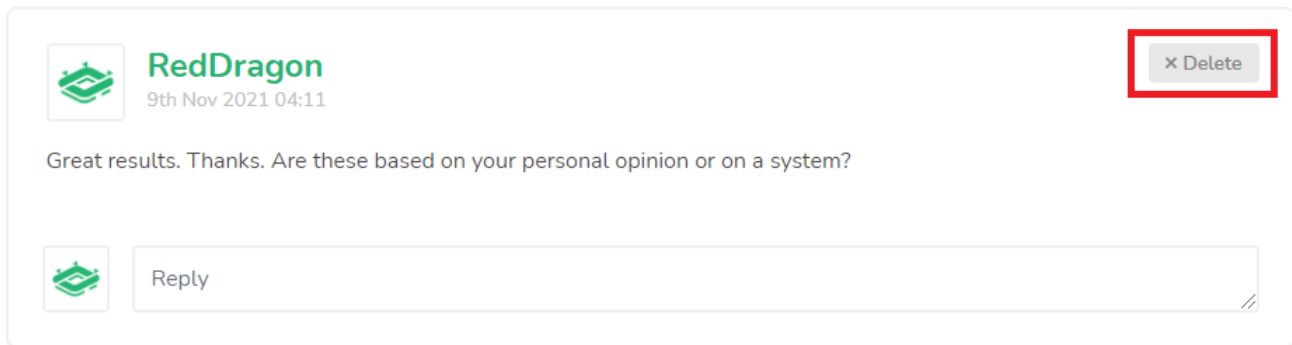 RedDragon
× Delete
9th Nov 2021 04:11
Great results. Thanks. Are these based on your personal opinion or on a system?
Reply